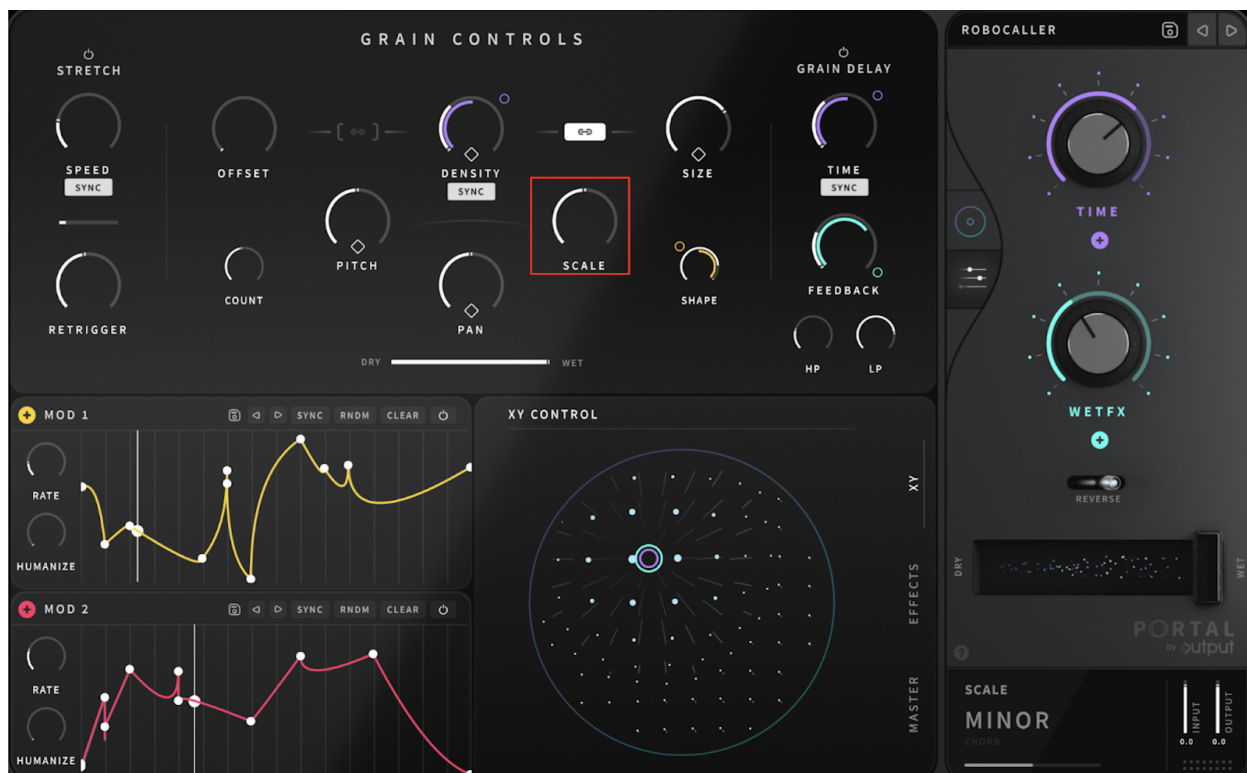 GRAIN CONTROLS
STRETCH
GRAIN DELAY
SPEED
SYNC
OFFSET
DENSITY
SYNC
SIZE
TIME
SYNC
PITCH
SCALE
RETRIGGER
COUNT
PAN
SHAPE
FEEDBACK
HP
LP
DRY
WET
MOD 1
SYNC
RNDM
CLEAR
RATE
HUMANIZE
MOD 2
SYNC
RNDM
CLEAR
RATE
HUMANIZE
XY CONTROL
XY
EFFECTS
MASTER
ROBOCALLER
TIME
WETFX
REVERSE
DRY
WET
PORTAL
by output
?
SCALE
MINOR
CHORD
INPUT
0.0
OUTPUT
0.0